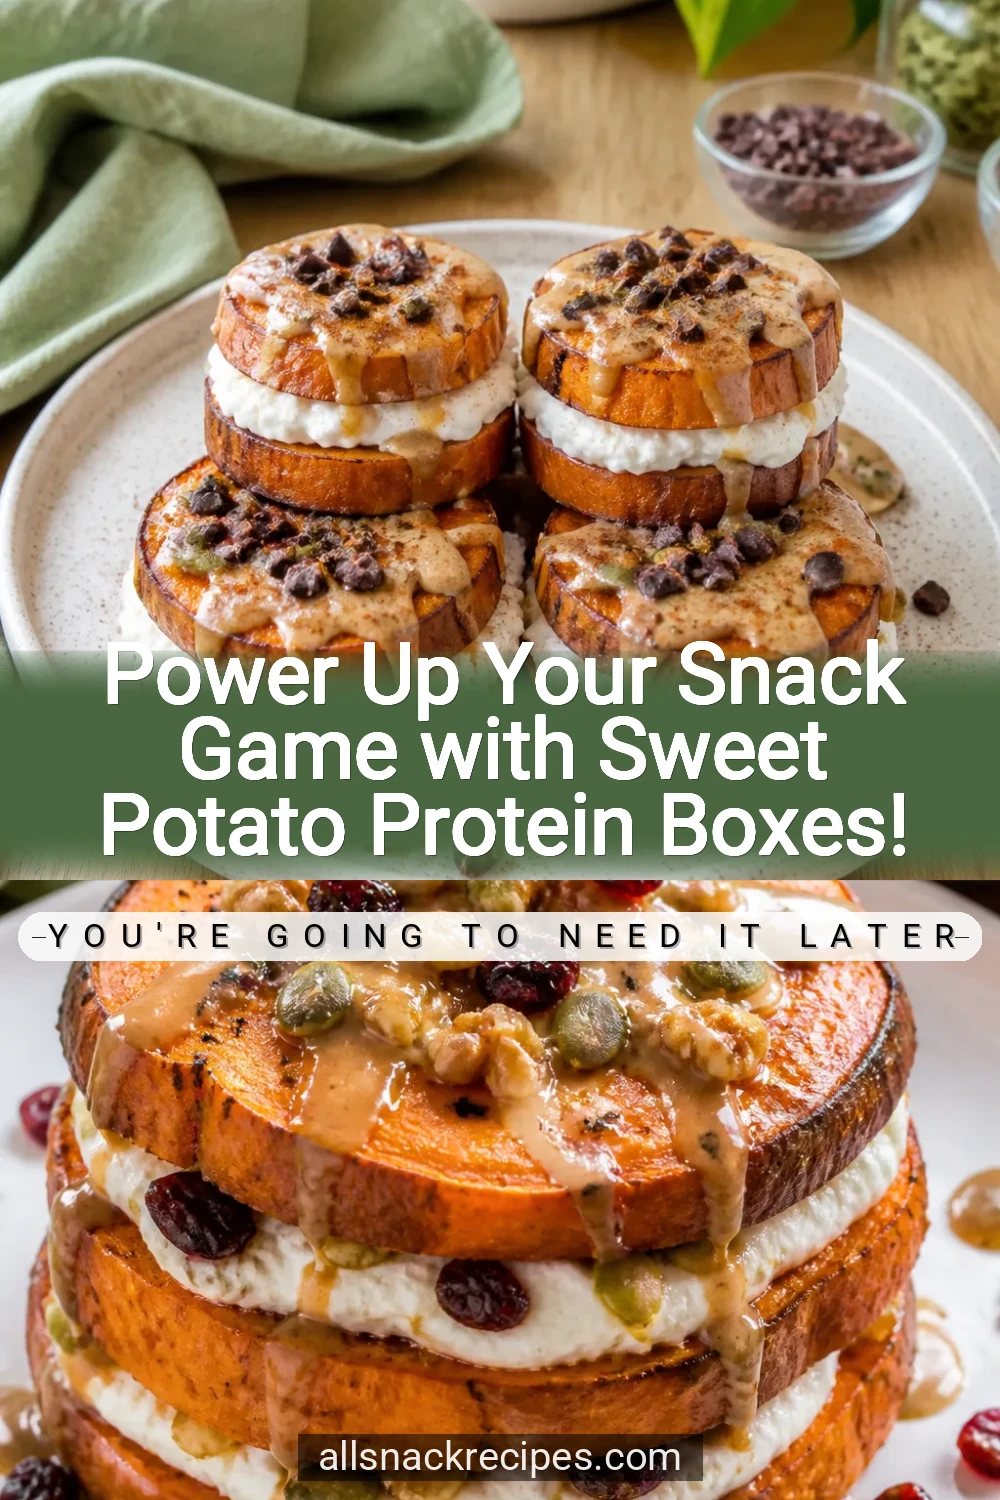 Power Up Your Snack
Game with Sweet
Potato Protein Boxes!
-YOU'RE GOING TO NEED IT LATER-
allsnackrecipes.com